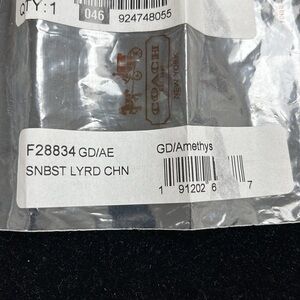 QTY:1
046
924748055
COACH
NEW YORK
F28834 GD/AE
GD/Amethys
SNBST LYRD CHN
1 91202 6 7